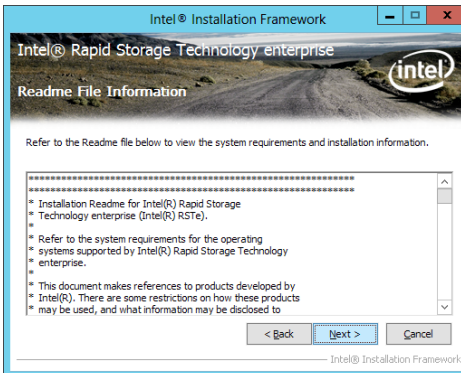 Intel® Installation Framework
Intel® Rapid Storage Technology enterprise
intel
Readme File Information
Refer to the Readme file below to view the system requirements and installation information.
************************************************************
************************************************************
* Installation Readme for Intel(R) Rapid Storage
* Technology enterprise (Intel(R) RSTe).
*
* Refer to the system requirements for the operating
* systems supported by Intel(R) Rapid Storage Technology
* enterprise.
*
* This document makes references to products developed by
* Intel(R). There are some restrictions on how these products
* may be used, and what information may be disclosed to
< Back Next > Cancel
Intel® Installation Framework